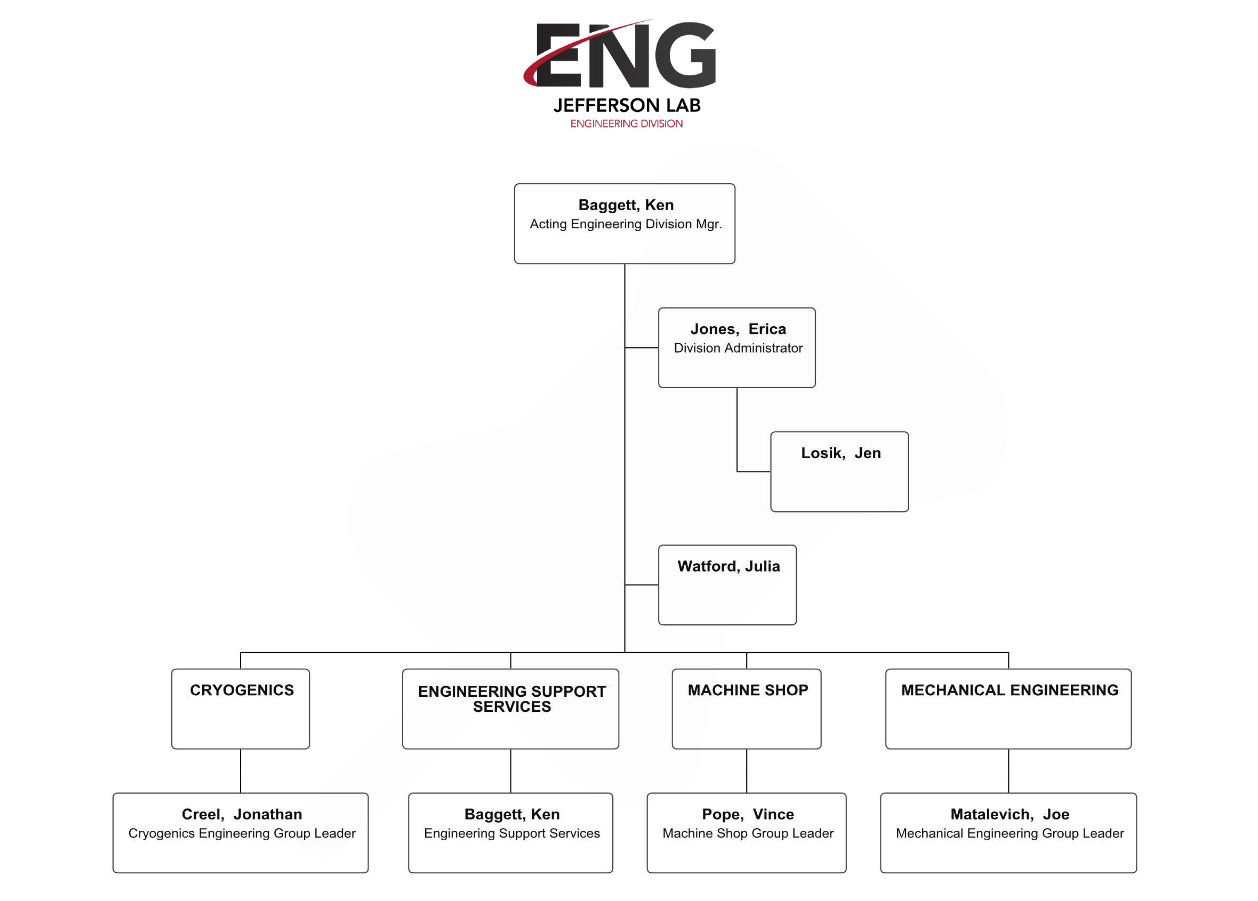 ENG
JEFFERSON LAB
ENGINEERING DIVISION
Baggett, Ken
Acting Engineering Division Mgr.
Jones, Erica
Division Administrator
Losik, Jen
Watford, Julia
CRYOGENICS
ENGINEERING SUPPORT
SERVICES
MACHINE SHOP
MECHANICAL ENGINEERING
Creel, Jonathan
Cryogenics Engineering Group Leader
Baggett, Ken
Engineering Support Services
Pope, Vince
Machine Shop Group Leader
Matalevich, Joe
Mechanical Engineering Group Leader